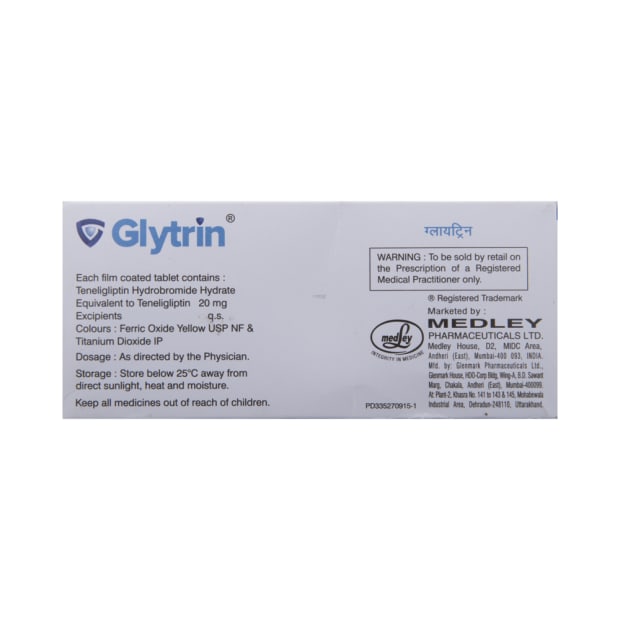 Glytrin®
Each film coated tablet contains :
Teneligliptin Hydrobromide Hydrate
Equivalent to Teneligliptin 20 mg
Excipients q.s.
Colours : Ferric Oxide Yellow USP NF &
Titanium Dioxide IP
Dosage : As directed by the Physician.
Storage : Store below 25°C away from
direct sunlight, heat and moisture.
Keep all medicines out of reach of children.
ग्लायट्रिन
WARNING : To be sold by retail on
the Prescription of a Registered
Medical Practitioner only.
® Registered Trademark
Marketed by :
medley
INTEGRITY IN MEDICINE
MEDLEY
PHARMACEUTICALS LTD.
Medley House, D2, MIDC Area,
Andheri (East), Mumbai-400 093, INDIA.
Mfd. by: Glenmark Pharmaceuticals Ltd.,
Glenmark House, HDO-Corp Bldg, Wing-A, B.D. Sawant
Marg, Chakala, Andheri (East), Mumbai-400099.
At: Plant-2, Khasra No. 141 to 143 & 145, Mohabewala
Industrial Area, Dehradun-248110, Uttarakhand.
PD335270915-1